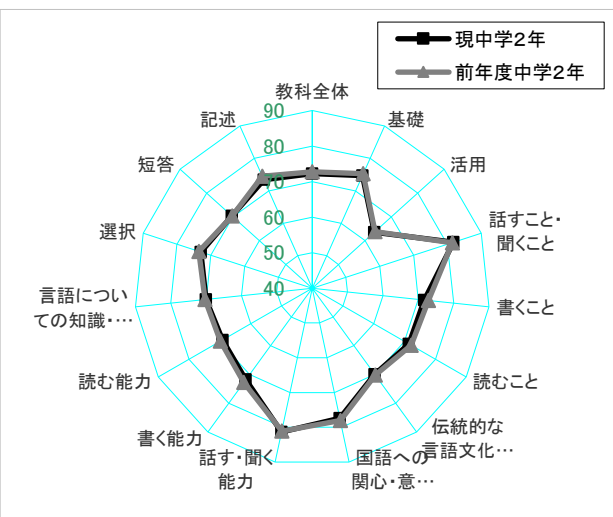 現中学2年
前年度中学2年
教科全体
基礎
活用
話すこと・
聞くこと
書くこと
読むこと
伝統的な
言語文化…
国語への
関心・意…
話す・聞く
能力
書く能力
読む能力
言語につい
ての知識・…
選択
短答
記述
90
80
70
60
50
40